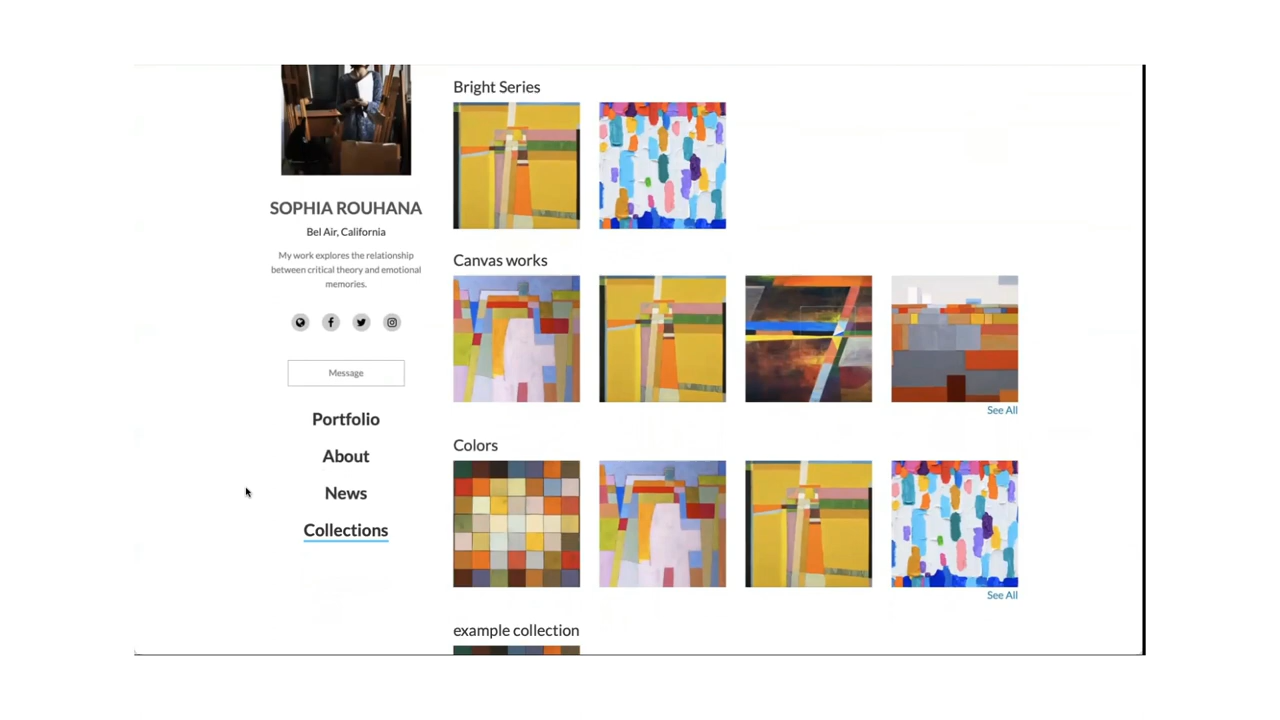 SOPHIA ROUHANA
Bel Air, California
My work explores the relationship
between critical theory and emotional
memories.
Message
Portfolio
About
News
Collections
Bright Series
Canvas works
See All
Colors
See All
example collection